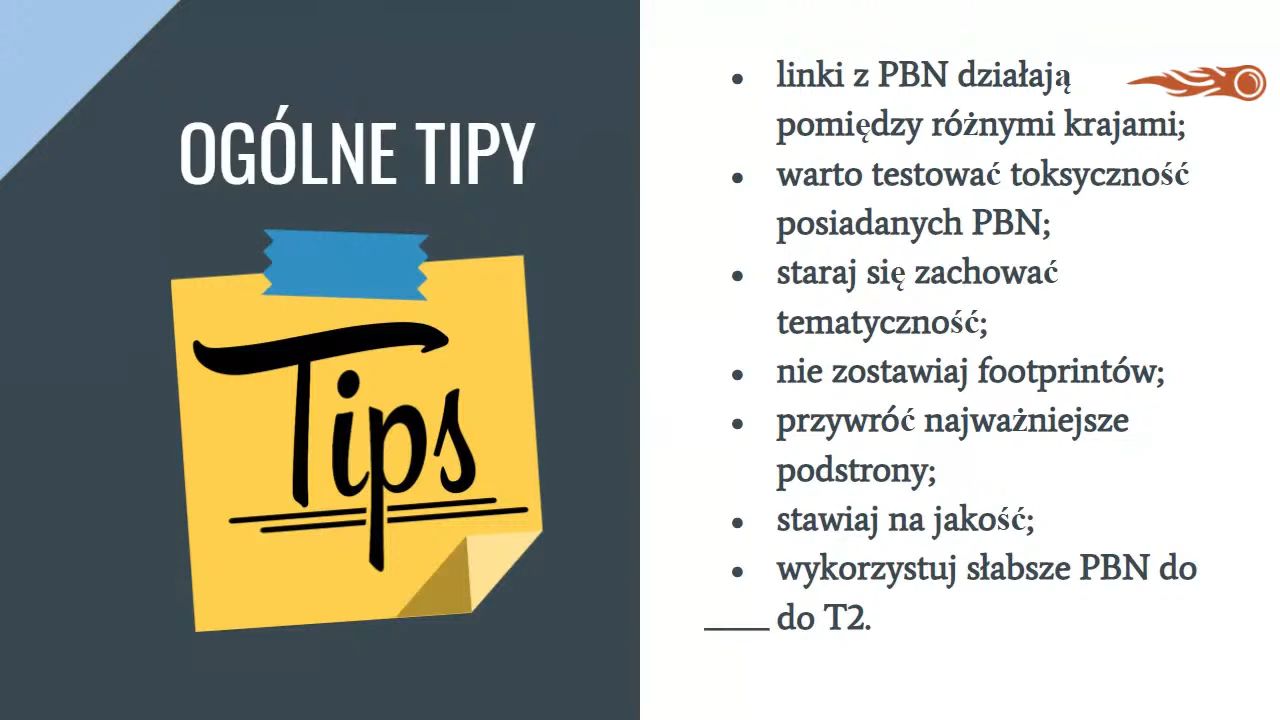 OGÓLNE TIPY
Tips
linki z PBN działają
pomiędzy różnymi krajami;
warto testować toksyczność
posiadanych PBN;
staraj się zachować
tematyczność;
nie zostawiaj footprintów;
przywróć najważniejsze
podstrony;
stawiaj na jakość;
wykorzystuj słabsze PBN do
do T2.